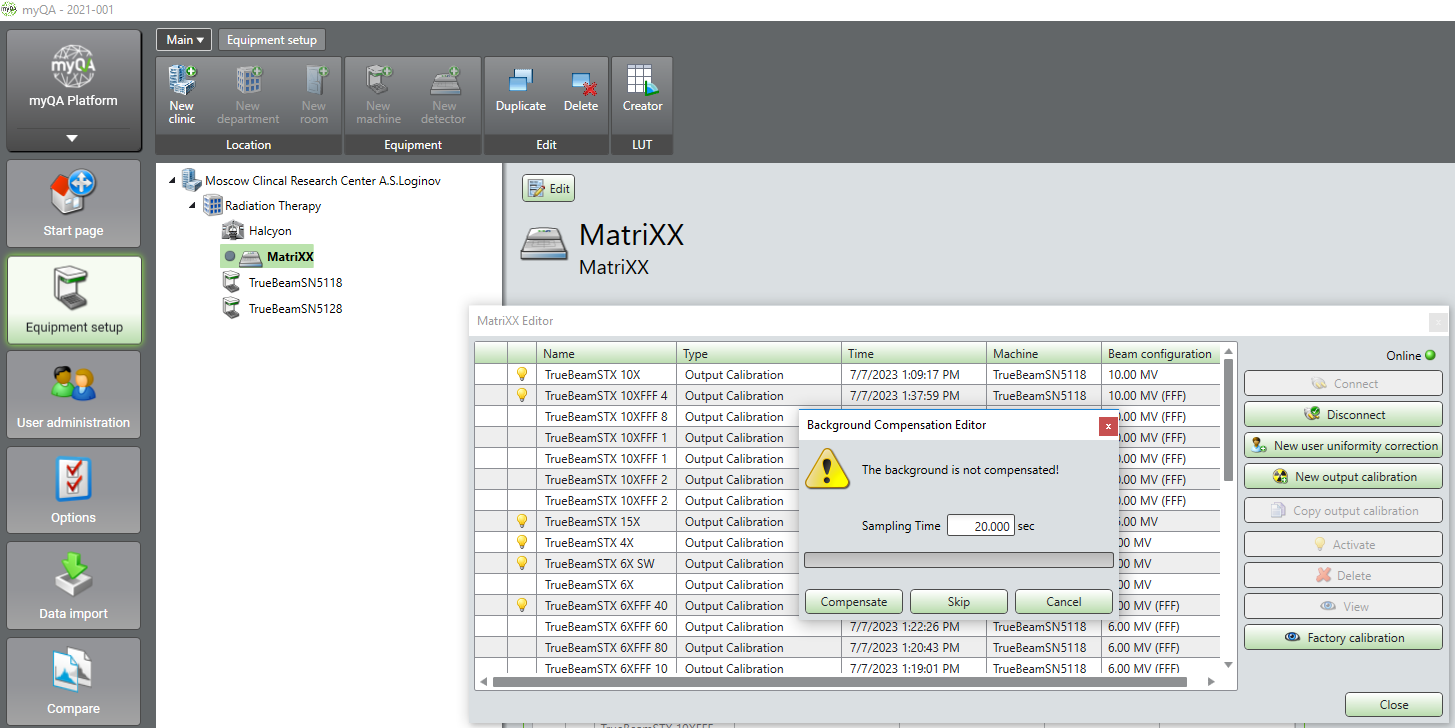 myQA - 2021-001
myQA
myQA Platform
Start page
Equipment setup
User administration
Options
Data import
Compare
Main ▾ Equipment setup
New clinic
New department
New room
Location
New machine
New detector
Equipment
Duplicate
Delete
Edit
Creator
LUT
Moscow Clincal Research Center A.S.Loginov
Radiation Therapy
Halcyon
MatriXX
TrueBeamSN5118
TrueBeamSN5128
Edit
MatriXX
MatriXX
MatriXX Editor
Name Type Time Machine Beam configuration
TrueBeamSTX 10X Output Calibration 7/7/2023 1:09:17 PM TrueBeamSN5118 10.00 MV
TrueBeamSTX 10XFFF 4 Output Calibration 7/7/2023 1:37:59 PM TrueBeamSN5118 10.00 MV (FFF)
TrueBeamSTX 10XFFF 8 Output Calibration 0.00 MV (FFF)
TrueBeamSTX 10XFFF 1 Output Calibration 0.00 MV (FFF)
TrueBeamSTX 10XFFF 1 Output Calibration 0.00 MV (FFF)
TrueBeamSTX 10XFFF 2 Output Calibration 0.00 MV (FFF)
TrueBeamSTX 10XFFF 2 Output Calibration 0.00 MV (FFF)
TrueBeamSTX 15X Output Calibration 5.00 MV
TrueBeamSTX 4X Output Calibration 00 MV
TrueBeamSTX 6X SW Output Calibration 00 MV
TrueBeamSTX 6X Output Calibration 00 MV
TrueBeamSTX 6XFFF 40 Output Calibration 00 MV (FFF)
TrueBeamSTX 6XFFF 60 Output Calibration 7/7/2023 1:22:26 PM TrueBeamSN5118 6.00 MV (FFF)
TrueBeamSTX 6XFFF 80 Output Calibration 7/7/2023 1:20:43 PM TrueBeamSN5118 6.00 MV (FFF)
TrueBeamSTX 6XFFF 10 Output Calibration 7/7/2023 1:19:01 PM TrueBeamSN5118 6.00 MV (FFF)
Background Compensation Editor
The background is not compensated!
Sampling Time 20.000 sec
Compensate Skip Cancel
Online
Connect
Disconnect
New user uniformity correction
New output calibration
Copy output calibration
Activate
Delete
View
Factory calibration
Close